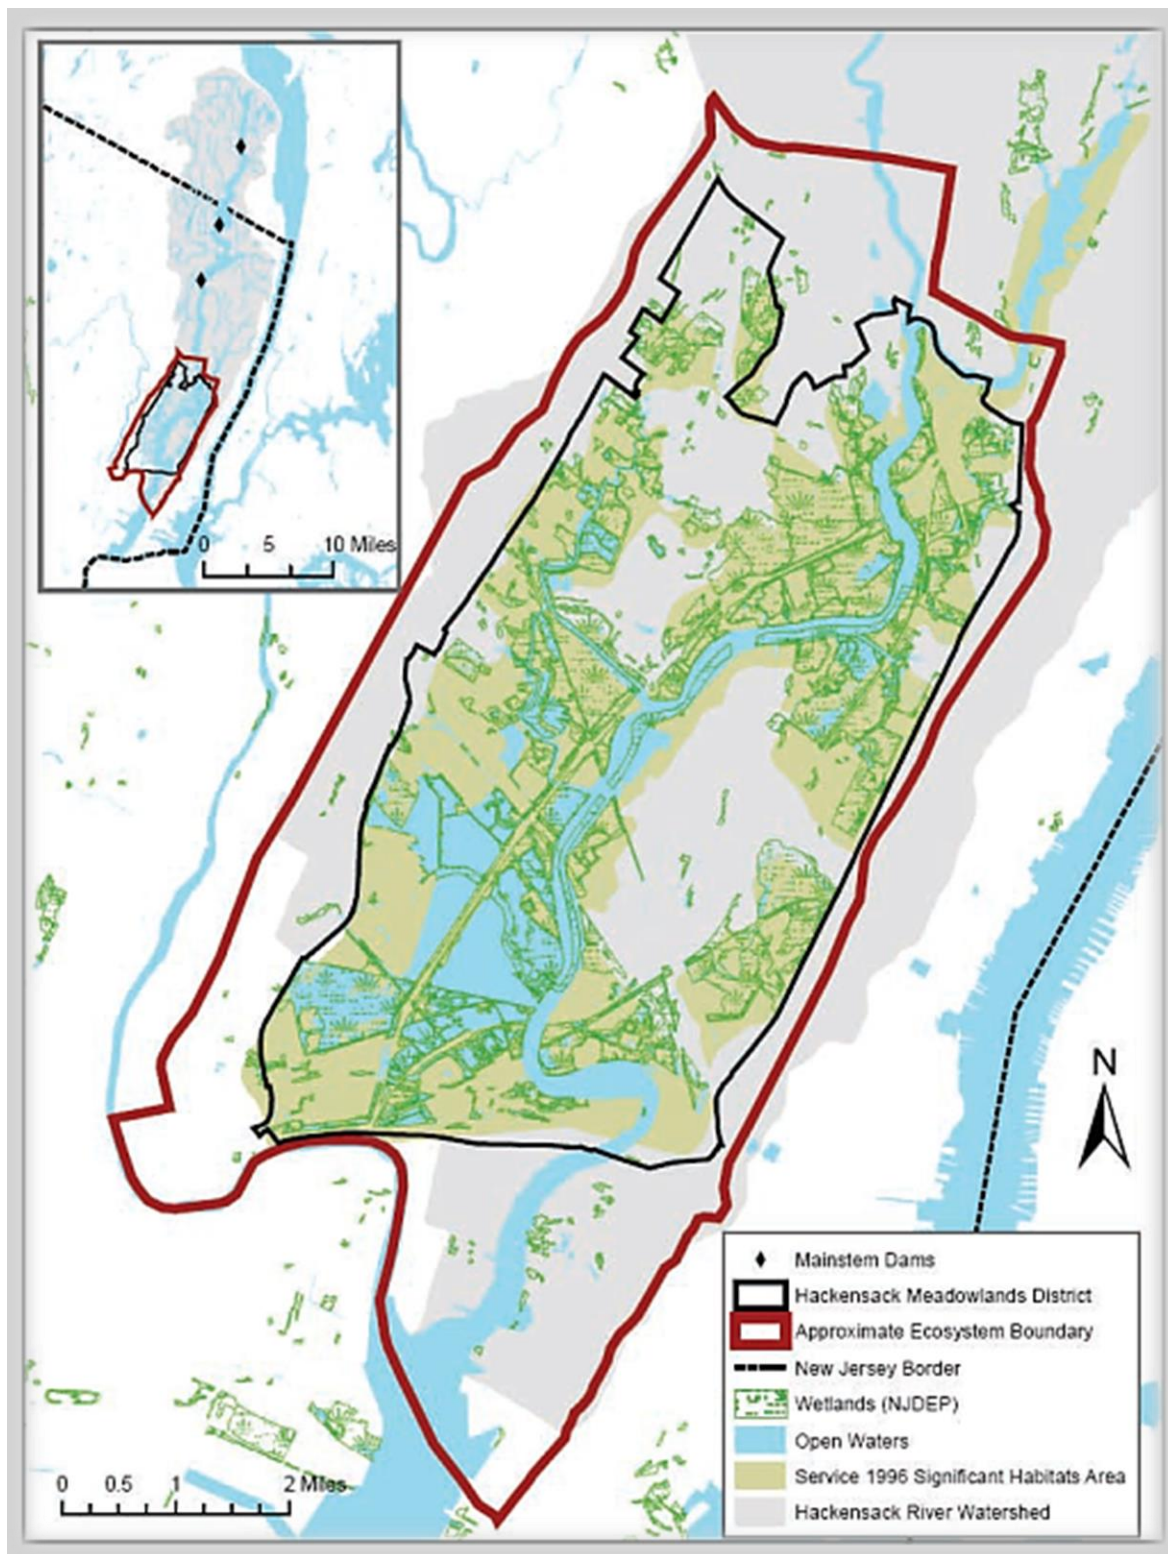 0 5 10 Miles
N
Mainstem Dams
Hackensack Meadowlands District
Approximate Ecosystem Boundary
New Jersey Border
Wetlands (NJDEP)
Open Waters
Service 1996 Significant Habitats Area
Hackensack River Watershed
0 0.5 1 2 Miles